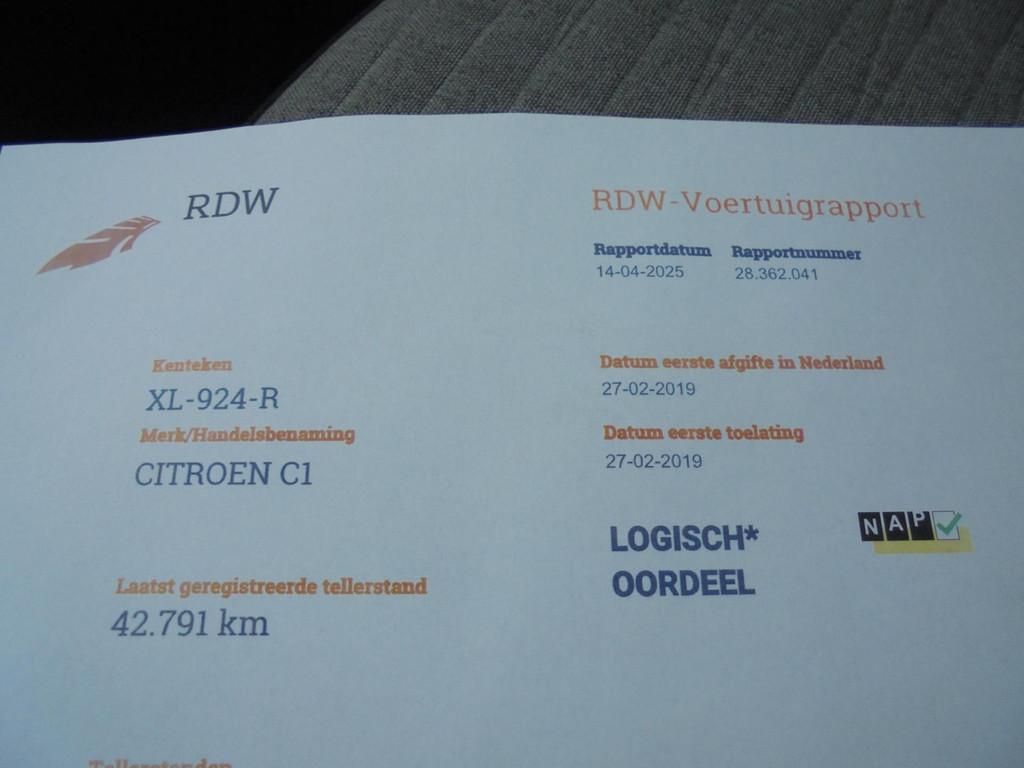 RDW
RDW-Voertuigrapport
Rapportdatum Rapportnummer
14-04-2025 28.362.041
Kenteken
XL-924-R
Merk/Handelsbenaming
CITROEN C1
Datum eerste afgifte in Nederland
27-02-2019
Datum eerste toelating
27-02-2019
LOGISCH*
OORDEEL
NAP
Laatst geregistreerde tellerstand
42.791 km
Tellerstanden